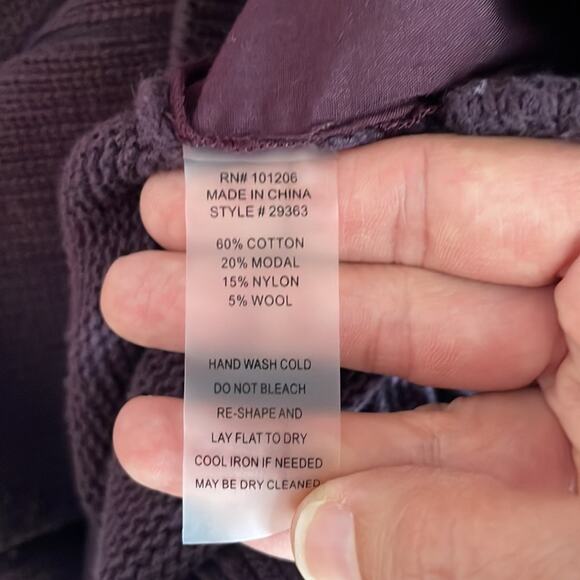 RN# 101206
MADE IN CHINA
STYLE # 29363
60% COTTON
20% MODAL
15% NYLON
5% WOOL
HAND WASH COLD
DO NOT BLEACH
RE-SHAPE AND
LAY FLAT TO DRY
COOL IRON IF NEEDED
MAY BE DRY CLEANED